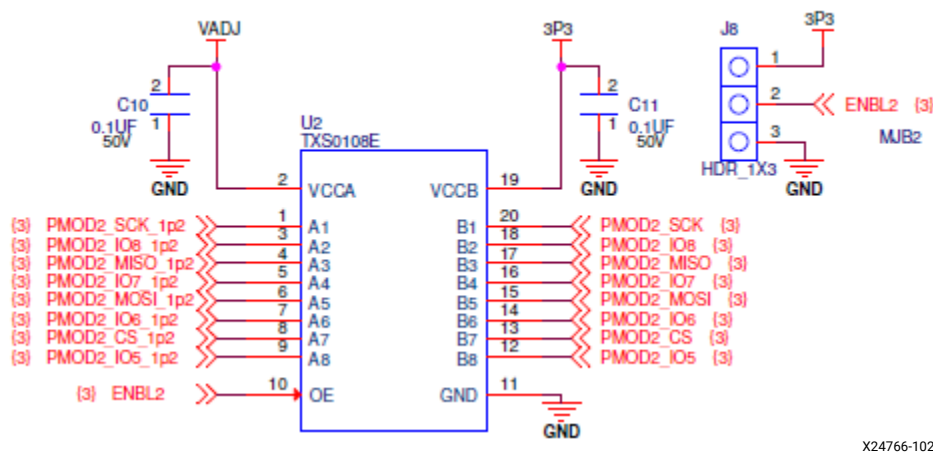 VADJ
3P3
J8
3P3
2
C10
0.1UF
50V
1
GND
U2
TXS0108E
2
C11
0.1UF
50V
1
GND
1
2
ENBL2 {3}
3
MJB2
HDR_1X3
GND
2 VCCA VCCB 19
{3} PMOD2_SCK_1p2 1 A1 B1 20 PMOD2_SCK {3}
{3} PMOD2_IO8_1p2 3 A2 B2 18 PMOD2_IO8 {3}
{3} PMOD2_MISO_1p2 4 A3 B3 17 PMOD2_MISO {3}
{3} PMOD2_IO7_1p2 5 A4 B4 16 PMOD2_IO7 {3}
{3} PMOD2_MOSI_1p2 6 A5 B5 15 PMOD2_MOSI {3}
{3} PMOD2_IO6_1p2 7 A6 B6 14 PMOD2_IO6 {3}
{3} PMOD2_CS_1p2 8 A7 B7 13 PMOD2_CS {3}
{3} PMOD2_IO5_1p2 9 A8 B8 12 PMOD2_IO5 {3}
{3} ENBL2 10 OE GND 11
GND
X24766-102